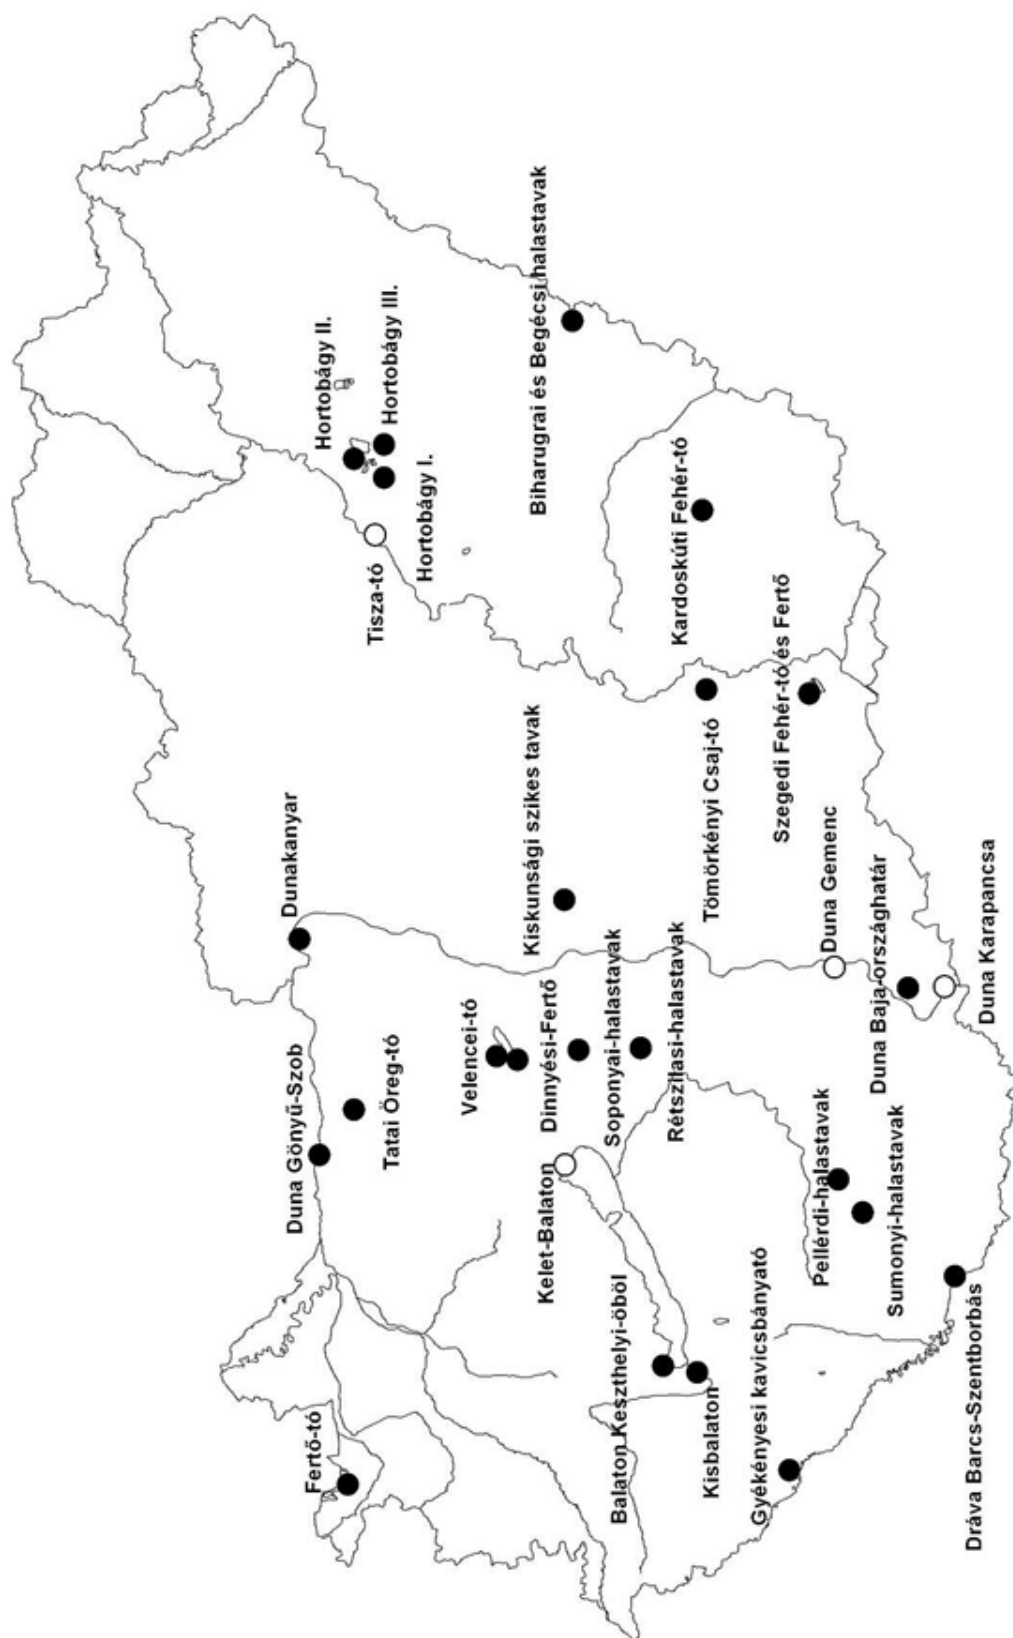 Fertő-tó
Duna Gönyű-Szob
Tatai Öreg-tó
Dunakanyar
Velencei-tó
Dinnyési-Fertő
Soponyai-halastavak
Rétszilasi-halastavak
Kelet-Balaton
Balaton Keszthelyi-öböl
Kisbalaton
Gyékényesi kavicsbányató
Dráva Barcs-Szentborbás
Pellérdi-halastavak
Sumonyi-halastavak
Duna Gemenc
Duna Baja-országhatár
Duna Karapancsa
Kiskunsági szikes tavak
Tömörkényi Csaj-tó
Szegedi Fehér-tó és Fertő
Kardoskúti Fehér-tó
Tisza-tó
Hortobágy I.
Hortobágy II.
Hortobágy III.
Biharugrai és Begécsi halastavak